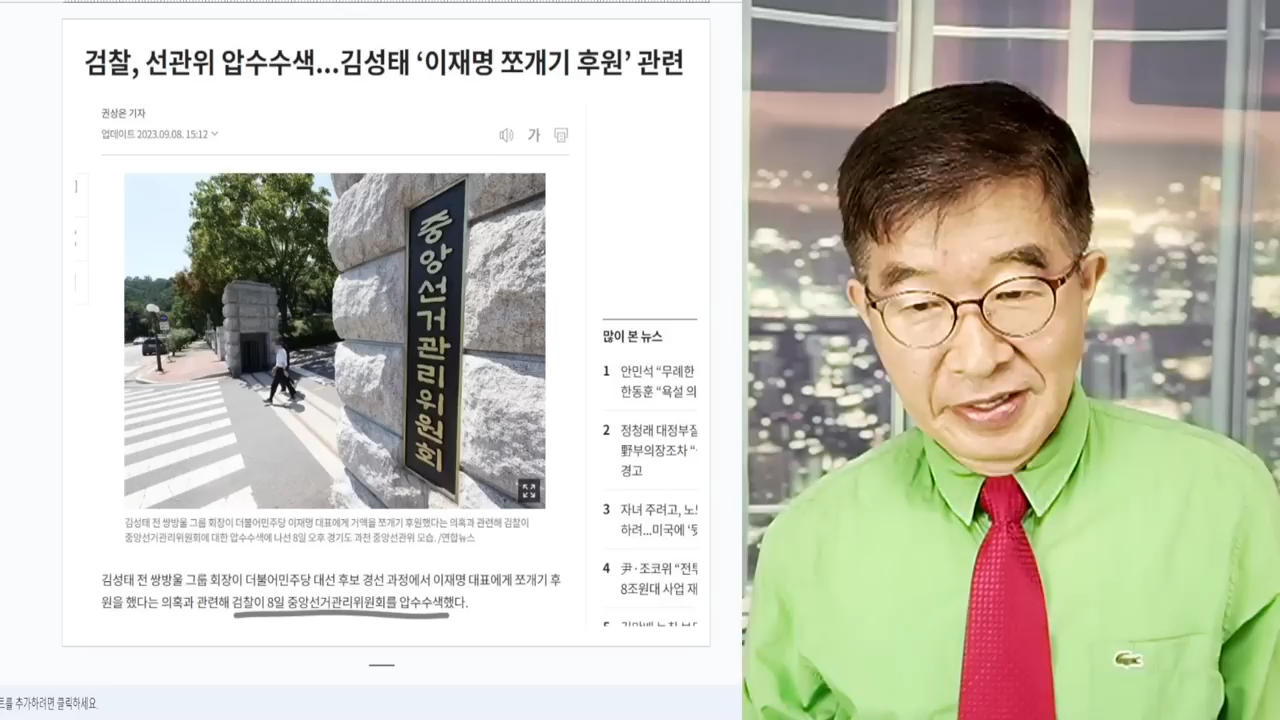 검찰, 선관위 압수수색...김성태 ‘이재명 쪼개기 후원’ 관련
권상은 기자
업데이트 2023.09.08. 15:12
가
중앙선거관리위원회
김성태 전 쌍방울 그룹 회장이 더불어민주당 이재명 대표에게 거액을 쪼개기 후원했다는 의혹과 관련해 검찰이
중앙선거관리위원회에 대한 압수수색에 나선 8일 오후 경기도 과천 중앙선관위 모습. /연합뉴스
김성태 전 쌍방울 그룹 회장이 더불어민주당 대선 후보 경선 과정에서 이재명 대표에게 쪼개기 후
원을 했다는 의혹과 관련해 검찰이 8일 중앙선거관리위원회를 압수수색했다.
많이 본 뉴스
1 안민석 “무례한
한동훈 “욕설 의
2 정청래 대정부질
野부의장조차 “
경고
3 자녀 주려고, 노
하려...미국에 ‘
4 尹·조코위 “전투
8조원대 사업 재
5
트를 추가하려면 클릭하세요.